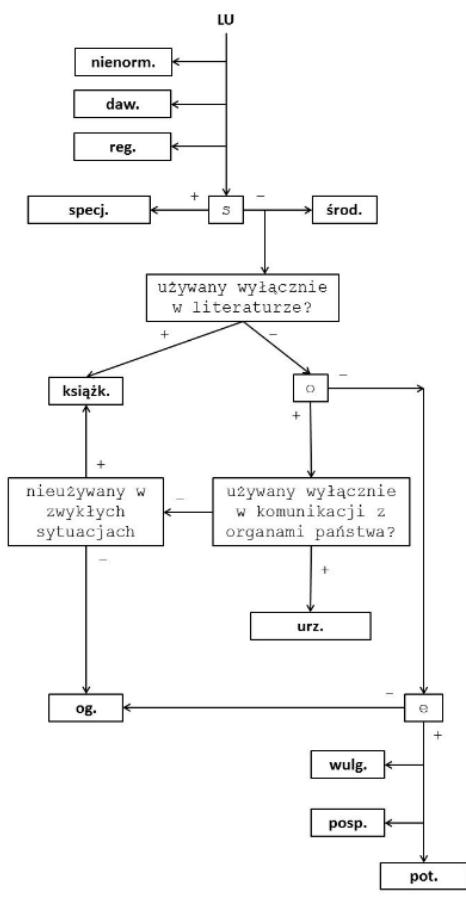 LU
nienorm.
daw.
reg.
+ –
specj. s środ.
używany wyłącznie
w literaturze?
+ –
książk. o –
+
+
nieużywany w
zwykłych
sytuacjach
–
używany wyłącznie
w komunikacji z
organami państwa?
–
+
urz.
–
og. e
+
wulg.
posp.
pot.